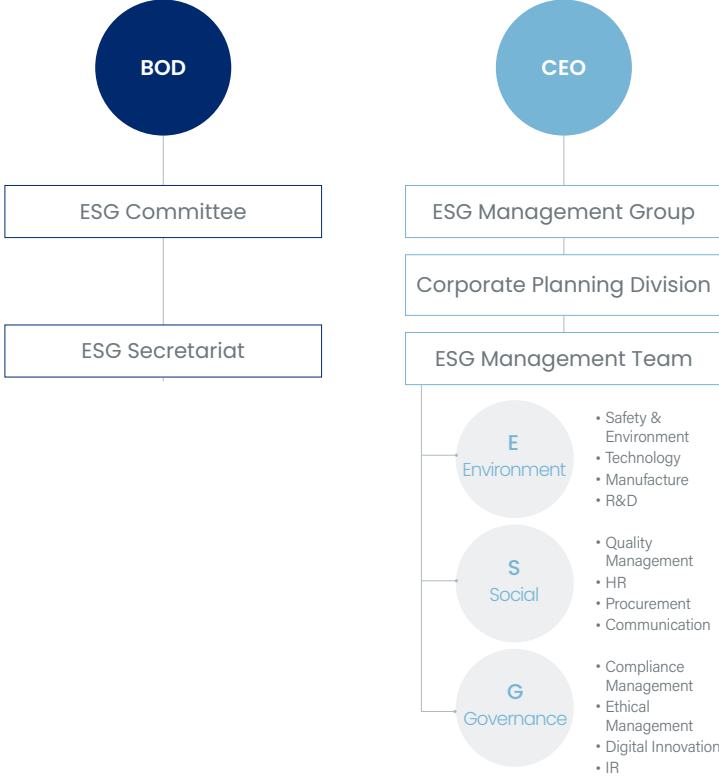 BOD
ESG Committee
ESG Secretariat
CEO
ESG Management Group
Corporate Planning Division
ESG Management Team
E
Environment
• Safety &
Environment
• Technology
• Manufacture
• R&D
S
Social
• Quality
Management
• HR
• Procurement
• Communication
G
Governance
• Compliance
Management
• Ethical
Management
• Digital Innovation
• IR